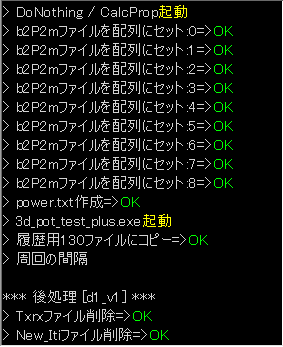 > DoNothing / CalcProp起動
> b2P2mファイルを配列にセット:0=>OK
> b2P2mファイルを配列にセット:1=>OK
> b2P2mファイルを配列にセット:2=>OK
> b2P2mファイルを配列にセット:3=>OK
> b2P2mファイルを配列にセット:4=>OK
> b2P2mファイルを配列にセット:5=>OK
> b2P2mファイルを配列にセット:6=>OK
> b2P2mファイルを配列にセット:7=>OK
> b2P2mファイルを配列にセット:8=>OK
> power.txt作成=>OK
> 3d_pot_test_plus.exe起動
> 履歴用130ファイルにコピー=>OK
> 周回の間隔
*** 後処理 [d1_v1] ***
> Txrxファイル削除=>OK
> New_Itiファイル削除=>OK